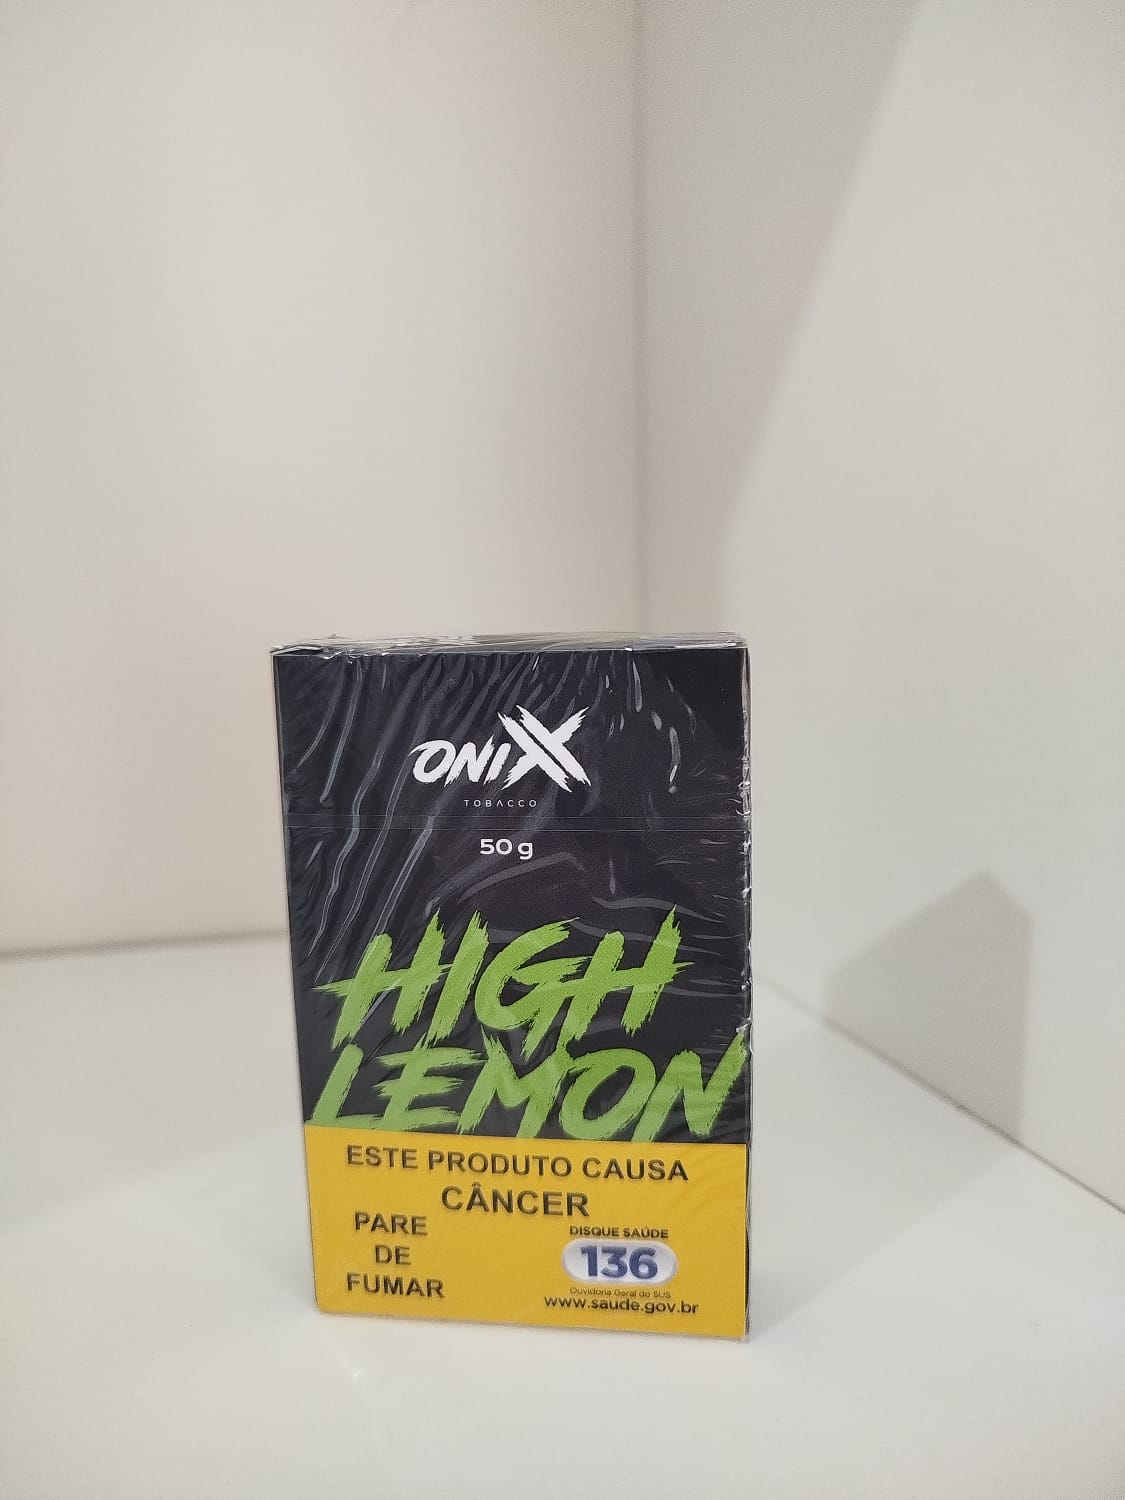 ONIX
TOBACCO
50 g
HIGH
LEMON
ESTE PRODUTO CAUSA
CÂNCER
PARE
DE
FUMAR
DISQUE SAÚDE
136
Ouvidoria Geral do SUS
www.saude.gov.br